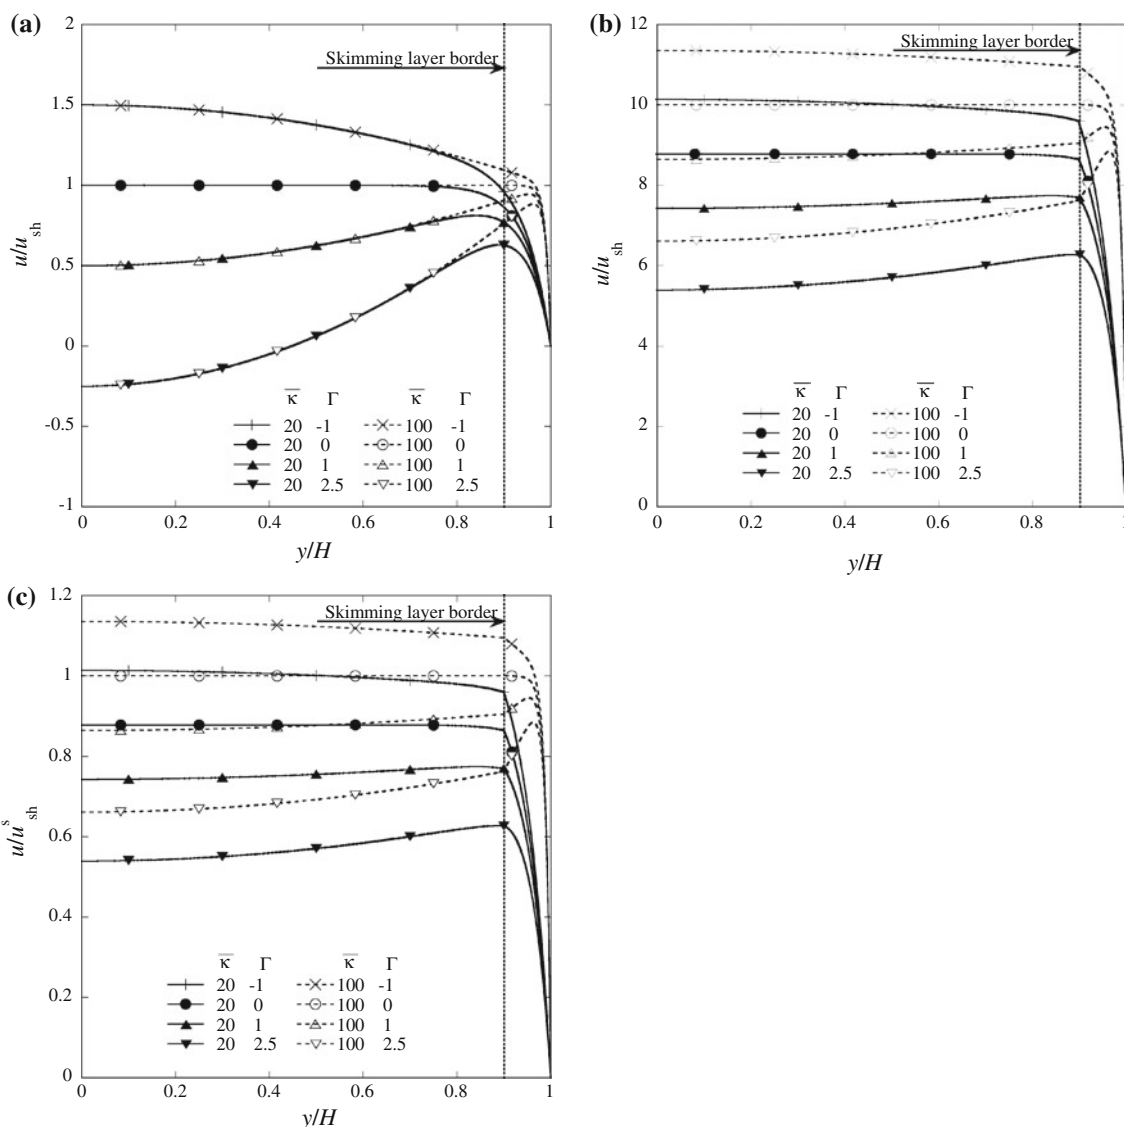 (a)
2
1.5
1
0.5
0
-0.5
-1
u/u_sh
Skimming layer border
κ̅ Γ κ̅ Γ
20 -1 100 -1
20 0 100 0
20 1 100 1
20 2.5 100 2.5
0 0.2 0.4 0.6 0.8 1
y/H
(b)
12
10
8
6
4
2
0
u/u_sh
Skimming layer border
κ̅ Γ κ̅ Γ
20 -1 100 -1
20 0 100 0
20 1 100 1
20 2.5 100 2.5
0 0.2 0.4 0.6 0.8 1
y/H
(c)
1.2
1
0.8
0.6
0.4
0.2
0
u/u^s_sh
Skimming layer border
κ̅ Γ κ̅ Γ
20 -1 100 -1
20 0 100 0
20 1 100 1
20 2.5 100 2.5
0 0.2 0.4 0.6 0.8 1
y/H